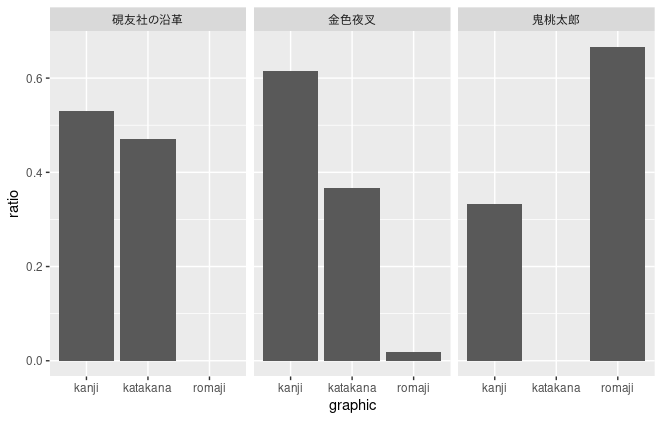 硯友社の沿革 金色夜叉 鬼桃太郎
ratio
0.6
0.4
0.2
0.0
kanji katakana romaji kanji katakana romaji kanji katakana romaji
graphic